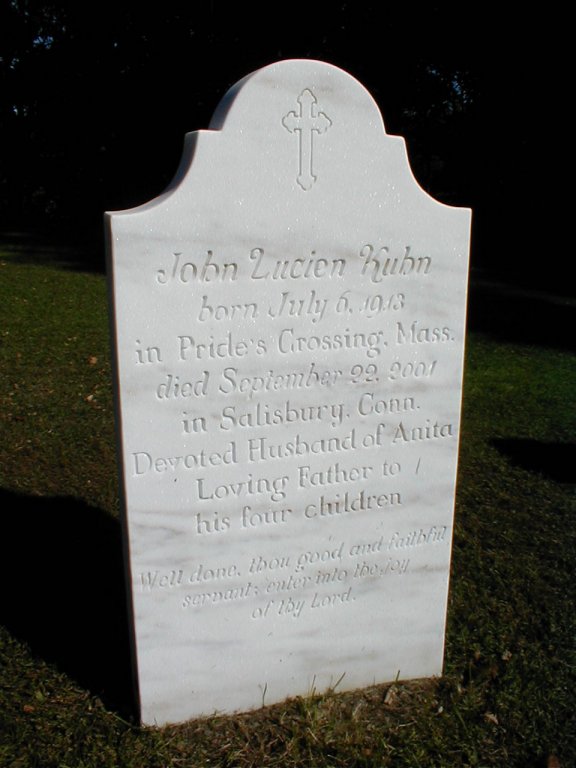 John Lucien Kuhn
born July 6, 1913
in Pride's Crossing, Mass.
died September 22, 2001
in Salisbury, Conn.
Devoted Husband of Anita
Loving Father to
his four children
Well done, thou good and faithful
servant; enter into the joy
of thy Lord.